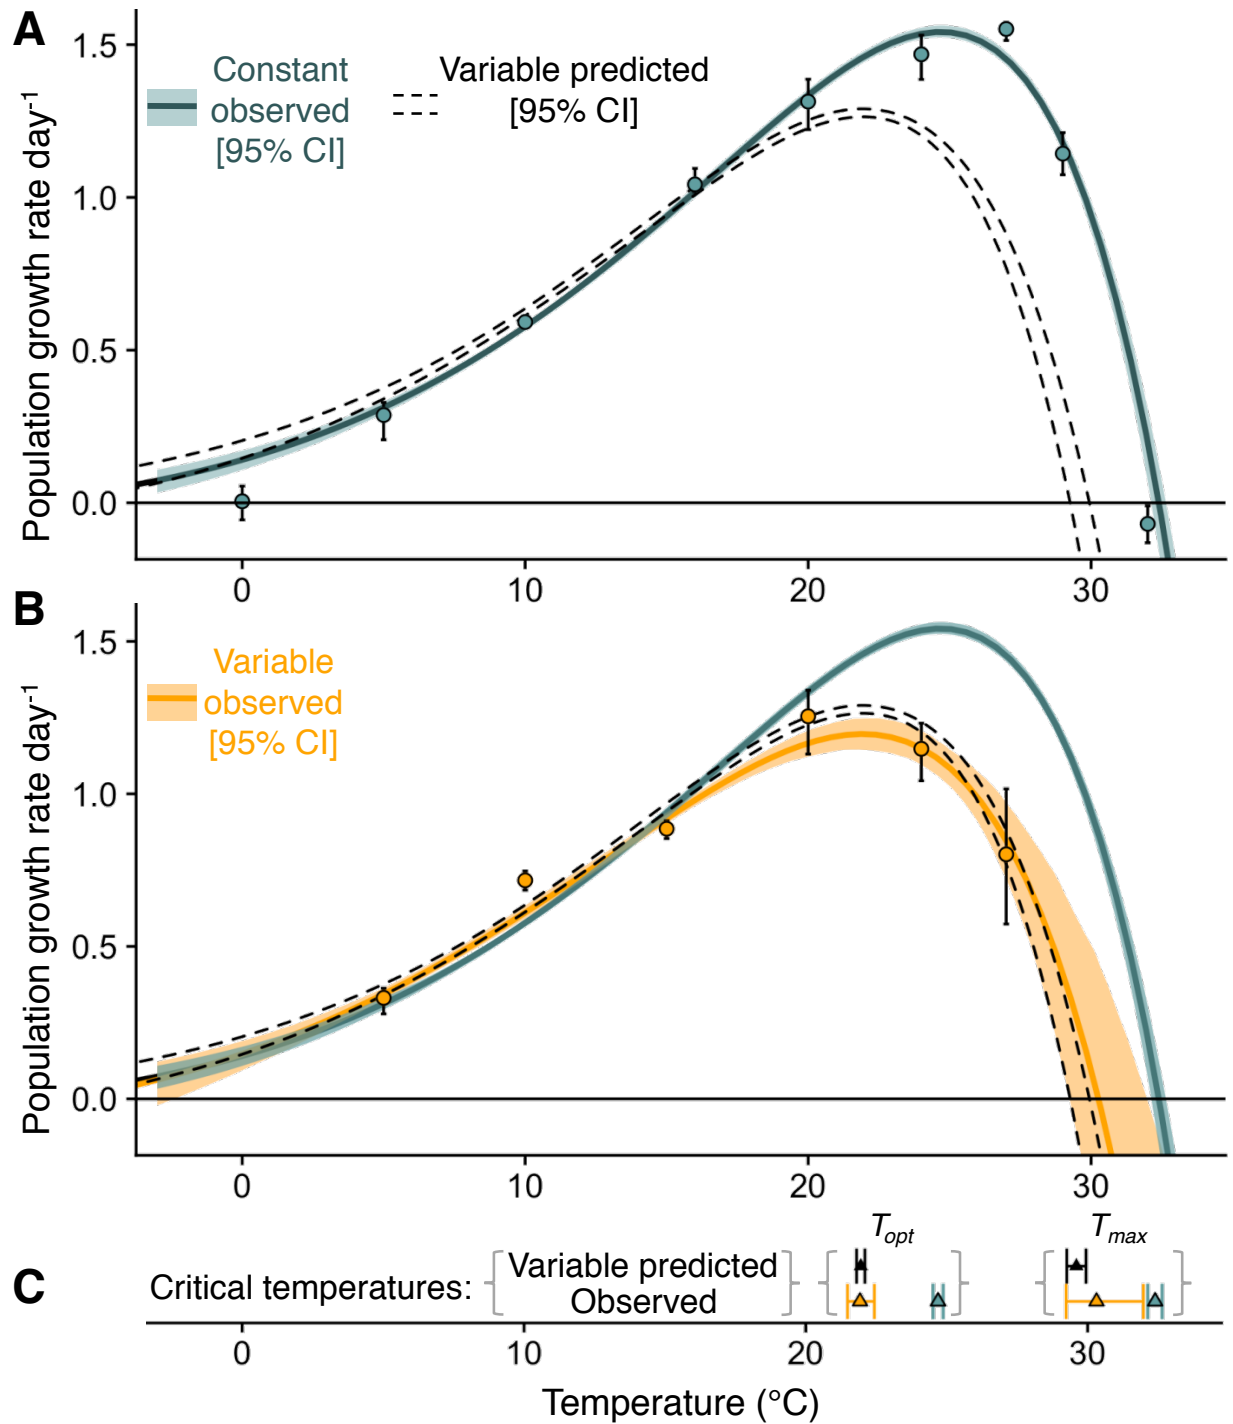 A
Population growth rate day-1
1.5
1.0
0.5
0.0
Constant
observed
[95% CI]
Variable predicted
[95% CI]
0
10
20
30
B
Population growth rate day-1
1.5
1.0
0.5
0.0
Variable
observed
[95% CI]
0
10
20
30
C
Critical temperatures:
Variable predicted
Observed
Topt
Tmax
0
10
20
30
Temperature (°C)